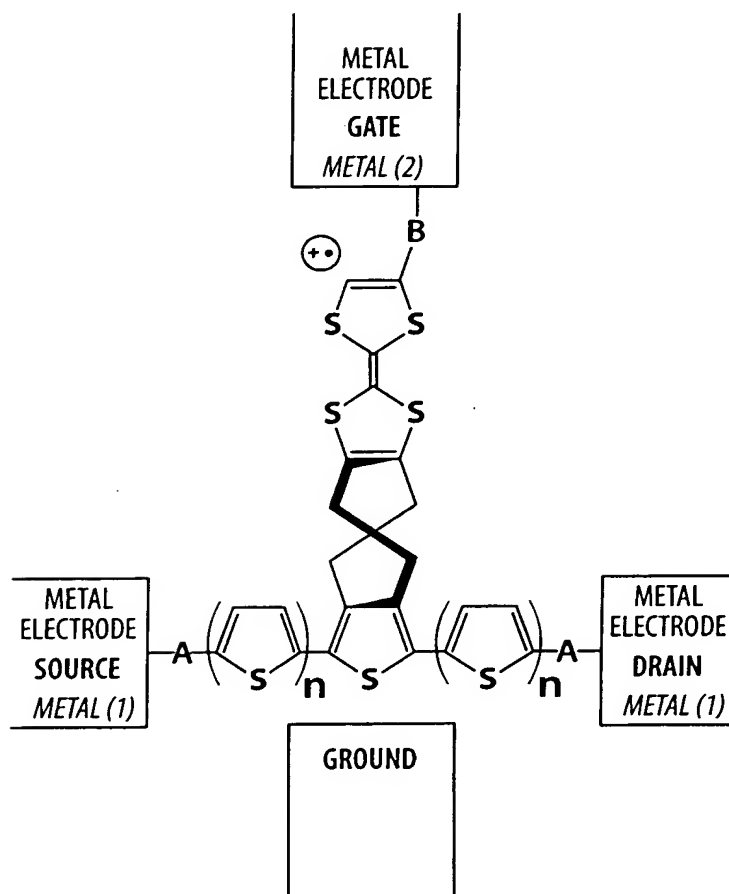 METAL
ELECTRODE
GATE
METAL (2)
B
+•
S S
S S
METAL
ELECTRODE
SOURCE
METAL (1)
A ( S ) n S ( S ) n A
METAL
ELECTRODE
DRAIN
METAL (1)
GROUND